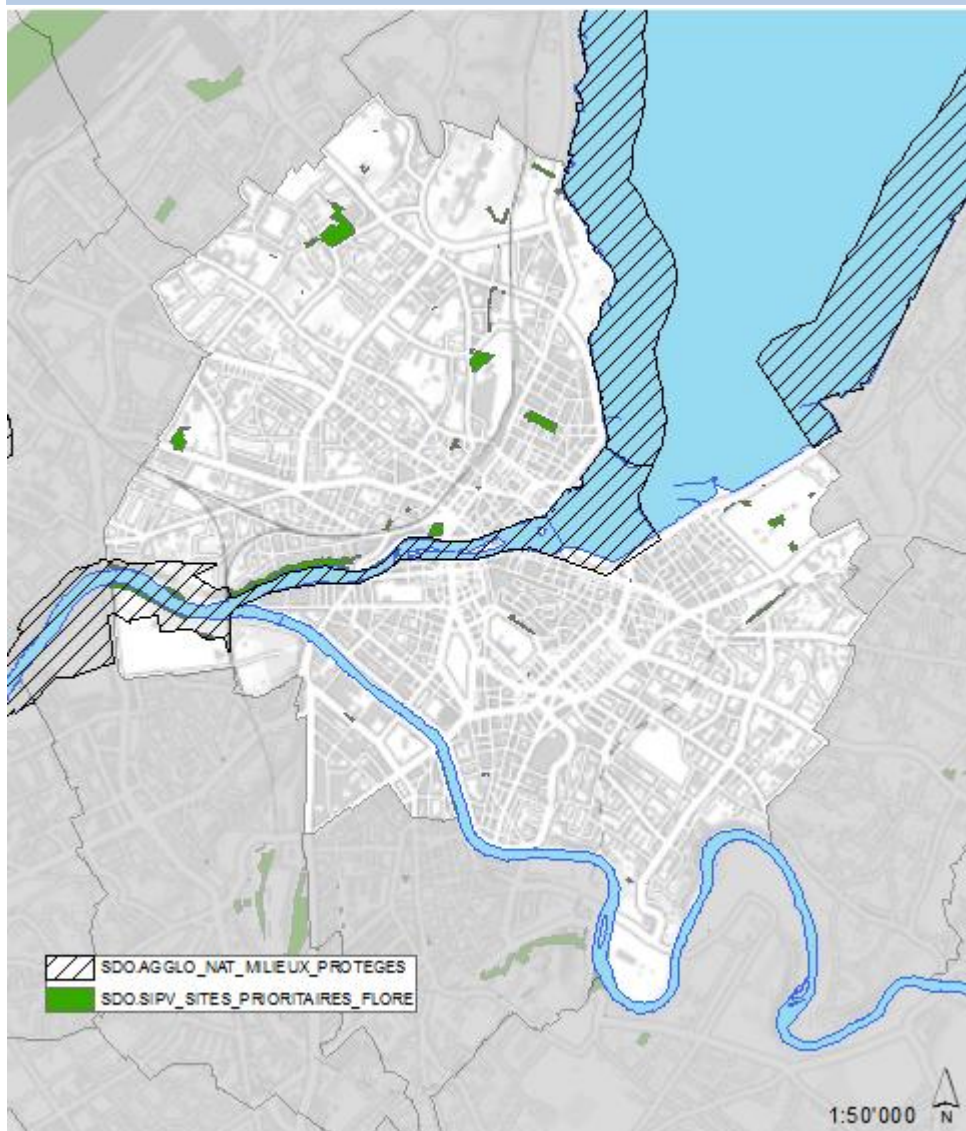 SDO.AGGLO_NAT_MILIEUX_PROTEGES
SDO.SIPV_SITES_PRIORITAIRES_FLORE
1:50'000
N